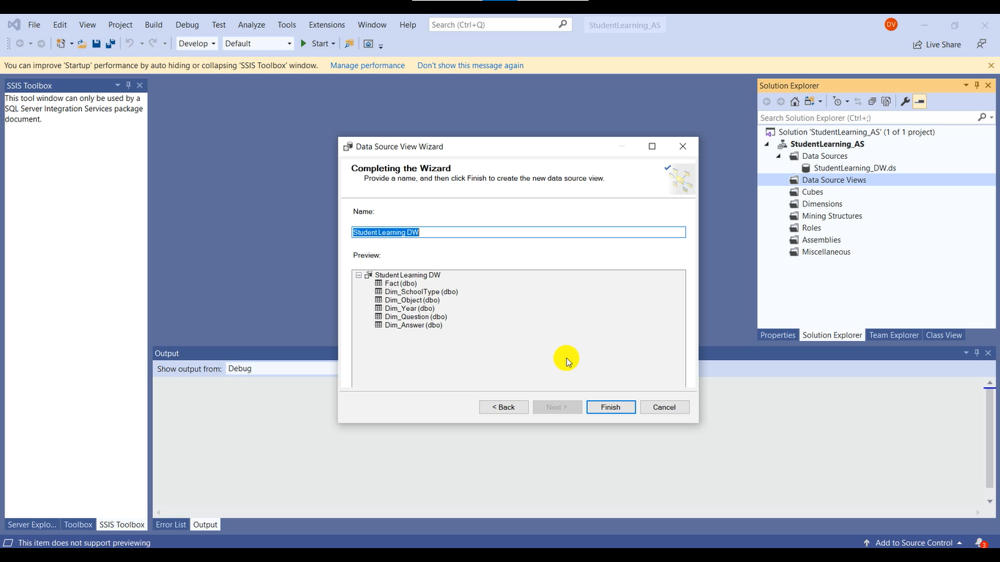 File Edit View Project Build Debug Test Analyze Tools Extensions Window Help Search (Ctrl+Q) StudentLearning_AS DV
Develop Default Start Live Share
You can improve 'Startup' performance by auto hiding or collapsing 'SSIS Toolbox' window. Manage performance Don't show this message again
SSIS Toolbox
This tool window can only be used by a
SQL Server Integration Services package
document.
Solution Explorer
Search Solution Explorer (Ctrl+;)
Solution 'StudentLearning_AS' (1 of 1 project)
StudentLearning_AS
Data Sources
StudentLearning_DW.ds
Data Source Views
Cubes
Dimensions
Mining Structures
Roles
Assemblies
Miscellaneous
Properties Solution Explorer Team Explorer Class View
Data Source View Wizard
Completing the Wizard
Provide a name, and then click Finish to create the new data source view.
Name:
Student Learning DW
Preview:
Student Learning DW
Fact (dbo)
Dim_SchoolType (dbo)
Dim_Object (dbo)
Dim_Year (dbo)
Dim_Question (dbo)
Dim_Answer (dbo)
< Back Next > Finish Cancel
Output
Show output from: Debug
Server Explo... Toolbox SSIS Toolbox Error List Output
This item does not support previewing Add to Source Control 3